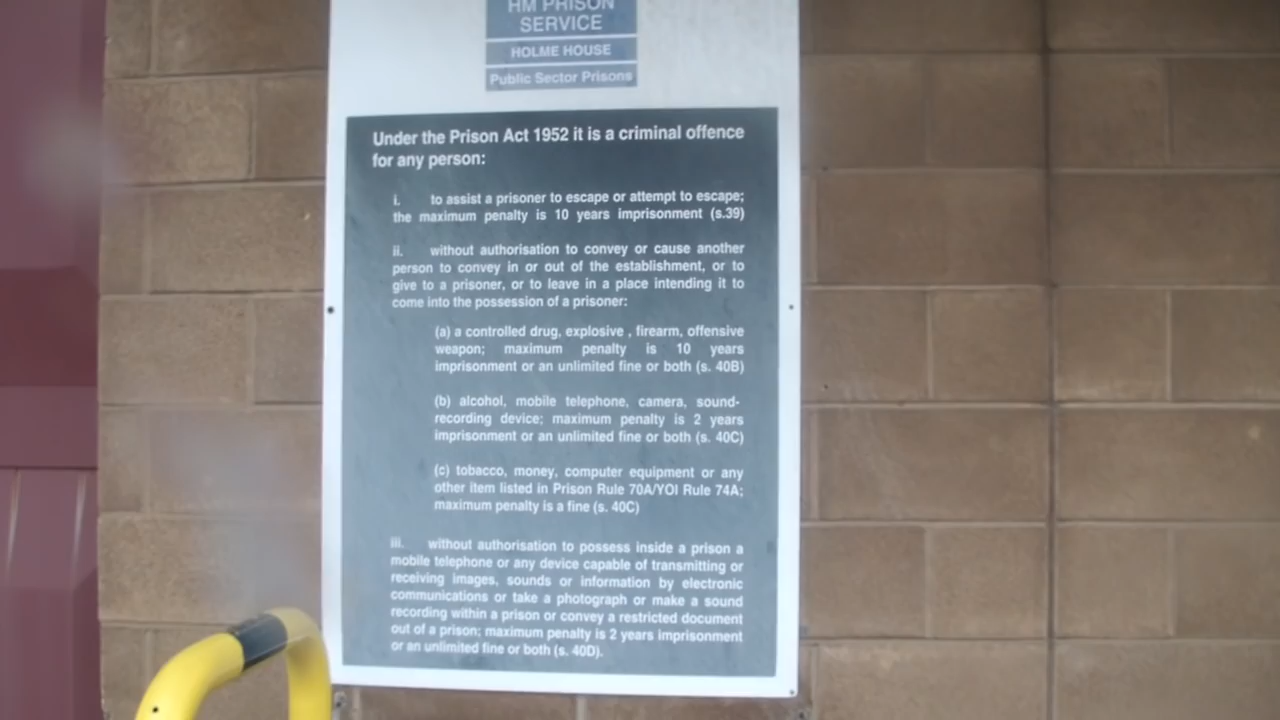 HM PRISON
SERVICE
HOLME HOUSE
Public Sector Prisons
Under the Prison Act 1952 it is a criminal offence
for any person:
i. to assist a prisoner to escape or attempt to escape;
the maximum penalty is 10 years imprisonment (s.39)
ii. without authorisation to convey or cause another
person to convey in or out of the establishment, or to
give to a prisoner, or to leave in a place intending it to
come into the possession of a prisoner:
(a) a controlled drug, explosive , firearm, offensive
weapon; maximum penalty is 10 years
imprisonment or an unlimited fine or both (s. 40B)
(b) alcohol, mobile telephone, camera, sound-
recording device; maximum penalty is 2 years
imprisonment or an unlimited fine or both (s. 40C)
(c) tobacco, money, computer equipment or any
other item listed in Prison Rule 70A/YOI Rule 74A;
maximum penalty is a fine (s. 40C)
iii. without authorisation to possess inside a prison a
mobile telephone or any device capable of transmitting or
receiving images, sounds or information by electronic
communications or take a photograph or make a sound
recording within a prison or convey a restricted document
out of a prison; maximum penalty is 2 years imprisonment
or an unlimited fine or both (s. 40D).